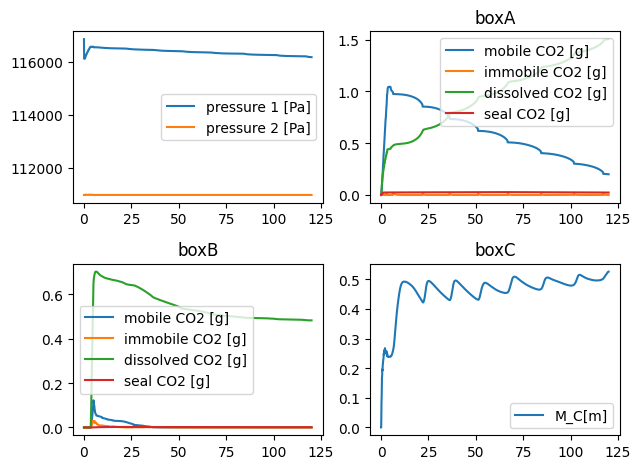 116000
114000
112000
pressure 1 [Pa]
pressure 2 [Pa]
0 25 50 75 100 125
boxA
1.5
1.0
0.5
0.0
mobile CO2 [g]
immobile CO2 [g]
dissolved CO2 [g]
seal CO2 [g]
0 25 50 75 100 125
boxB
0.6
0.4
0.2
0.0
mobile CO2 [g]
immobile CO2 [g]
dissolved CO2 [g]
seal CO2 [g]
0 25 50 75 100 125
boxC
0.5
0.4
0.3
0.2
0.1
0.0
M_C[m]
0 25 50 75 100 125